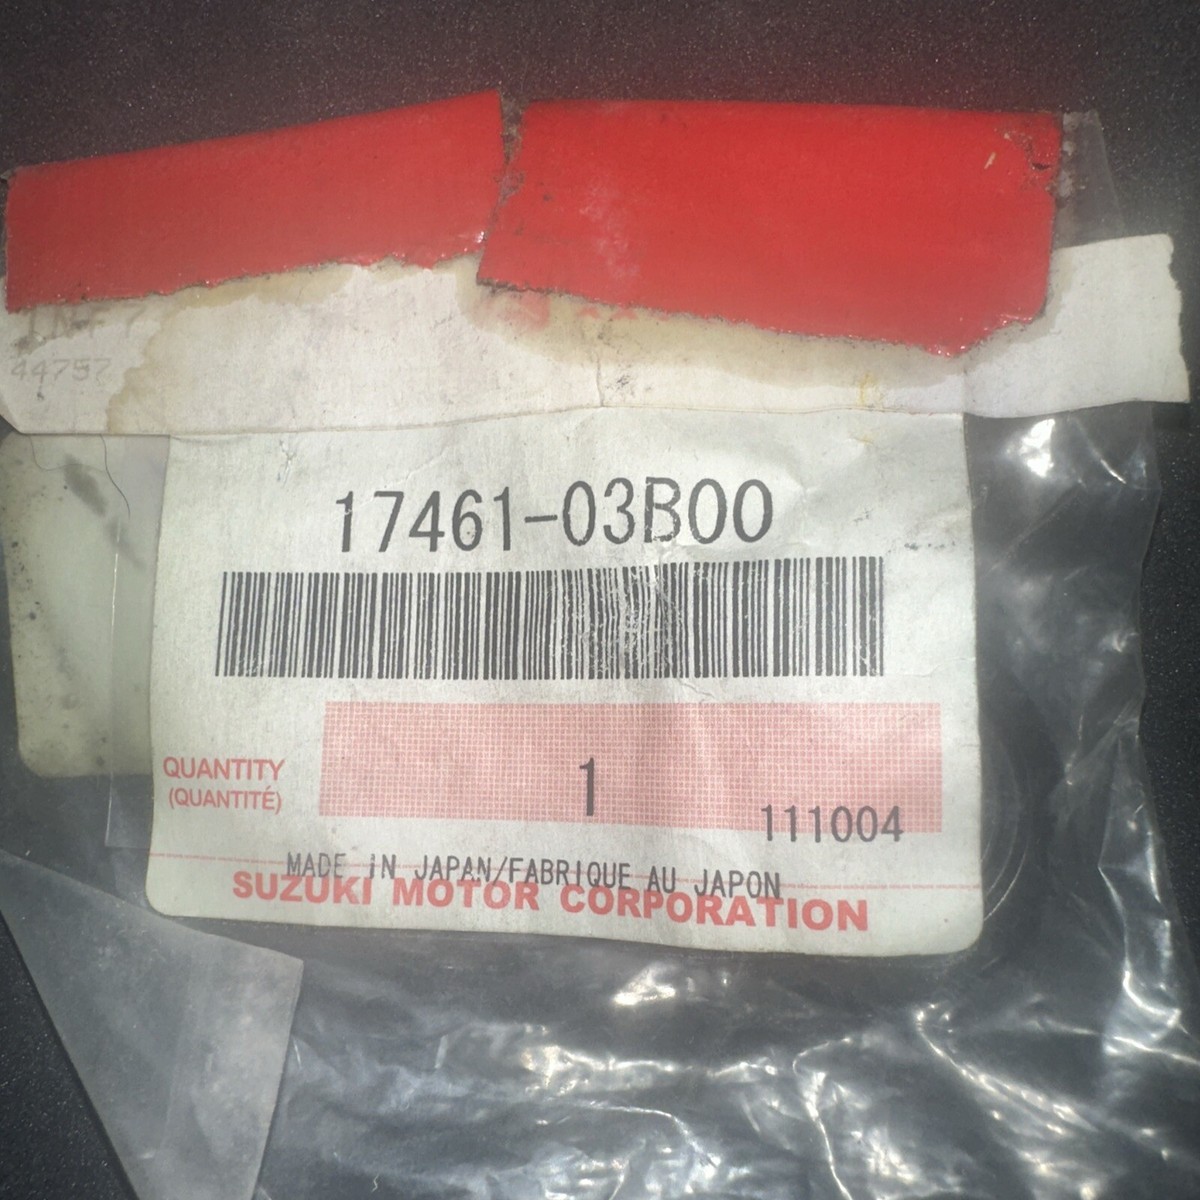 44757
17461-03B00
QUANTITY
(QUANTITÉ)
1
111004
MADE IN JAPAN/FABRIQUE AU JAPON
SUZUKI MOTOR CORPORATION